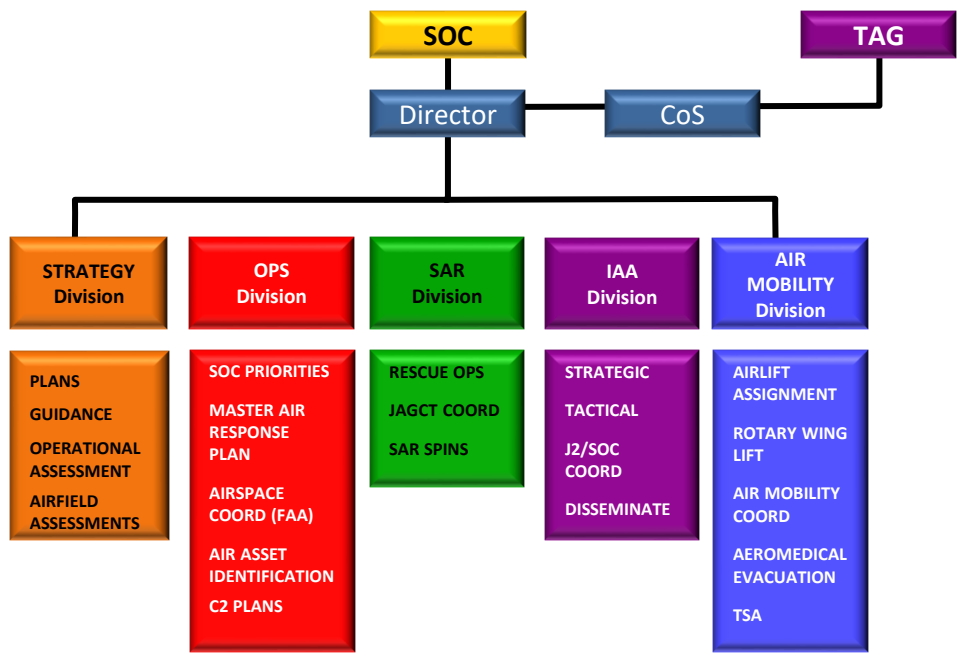 SOC
TAG
Director
CoS
STRATEGY
Division
OPS
Division
SAR
Division
IAA
Division
AIR
MOBILITY
Division
PLANS
GUIDANCE
OPERATIONAL
ASSESSMENT
AIRFIELD
ASSESSMENTS
SOC PRIORITIES
MASTER AIR
RESPONSE
PLAN
AIRSPACE
COORD (FAA)
AIR ASSET
IDENTIFICATION
C2 PLANS
RESCUE OPS
JAGCT COORD
SAR SPINS
STRATEGIC
TACTICAL
J2/SOC
COORD
DISSEMINATE
AIRLIFT
ASSIGNMENT
ROTARY WING
LIFT
AIR MOBILITY
COORD
AEROMEDICAL
EVACUATION
TSA